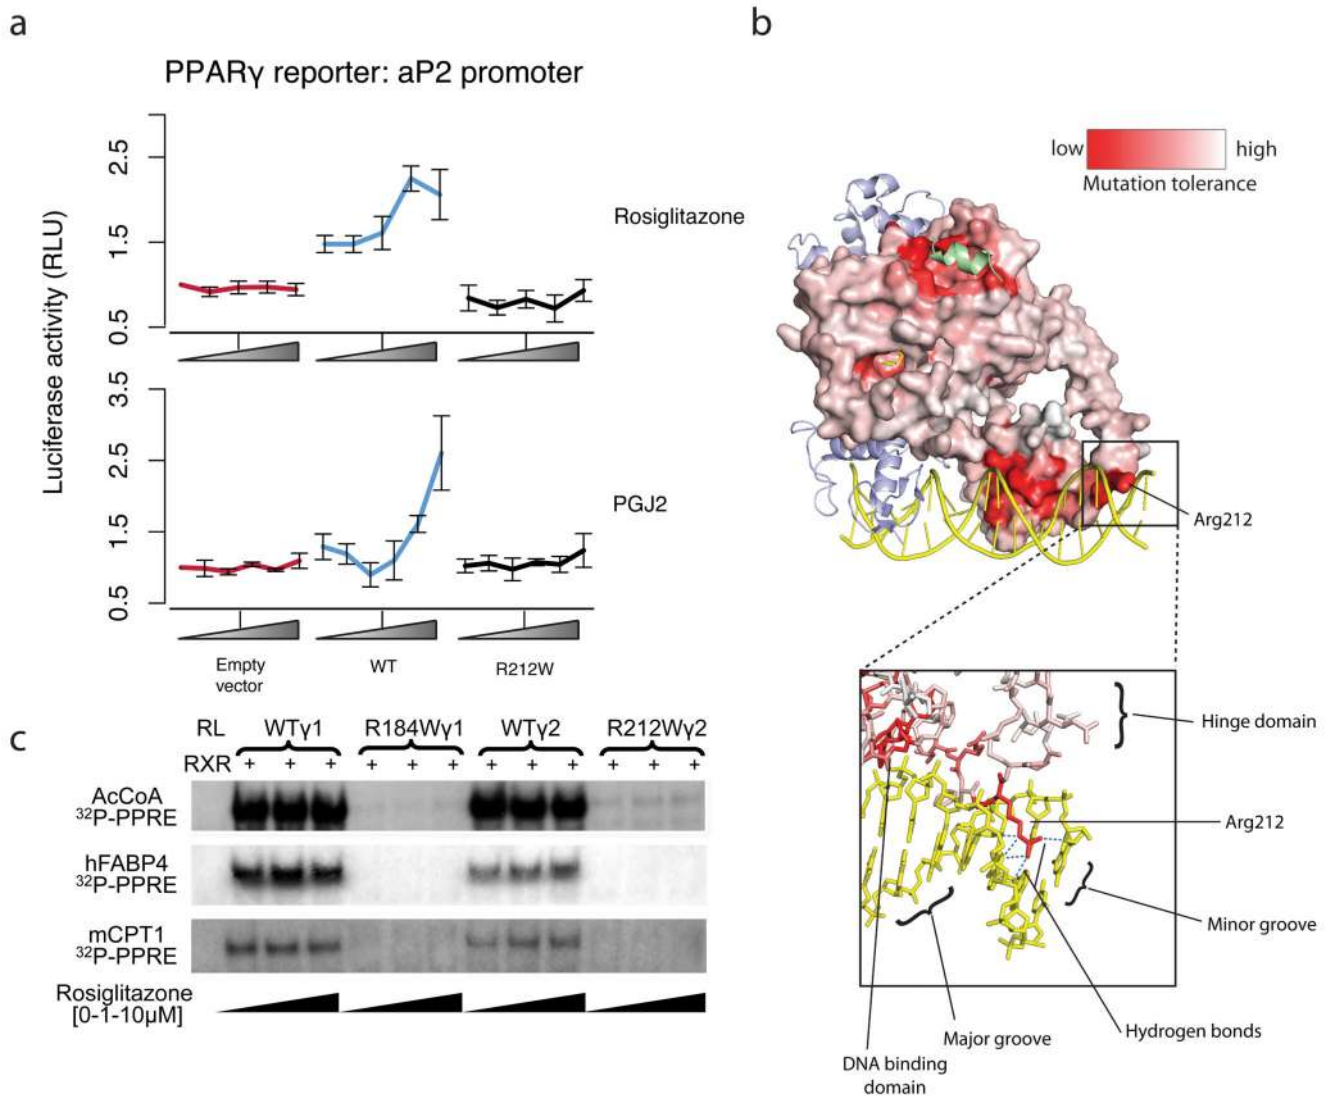 a
PPARγ reporter: aP2 promoter
Luciferase activity (RLU)
2.5
1.5
0.5
Rosiglitazone
3.5
2.5
1.5
0.5
PGJ2
Empty
vector
WT
R212W
b
low
high
Mutation tolerance
Arg212
Hinge domain
Arg212
Minor groove
Hydrogen bonds
Major groove
DNA binding
domain
c
RL WTγ1 R184Wγ1 WTγ2 R212Wγ2
RXR + + + + + + + + + + + +
AcCoA
³²P-PPRE
hFABP4
³²P-PPRE
mCPT1
³²P-PPRE
Rosiglitazone
[0-1-10µM]